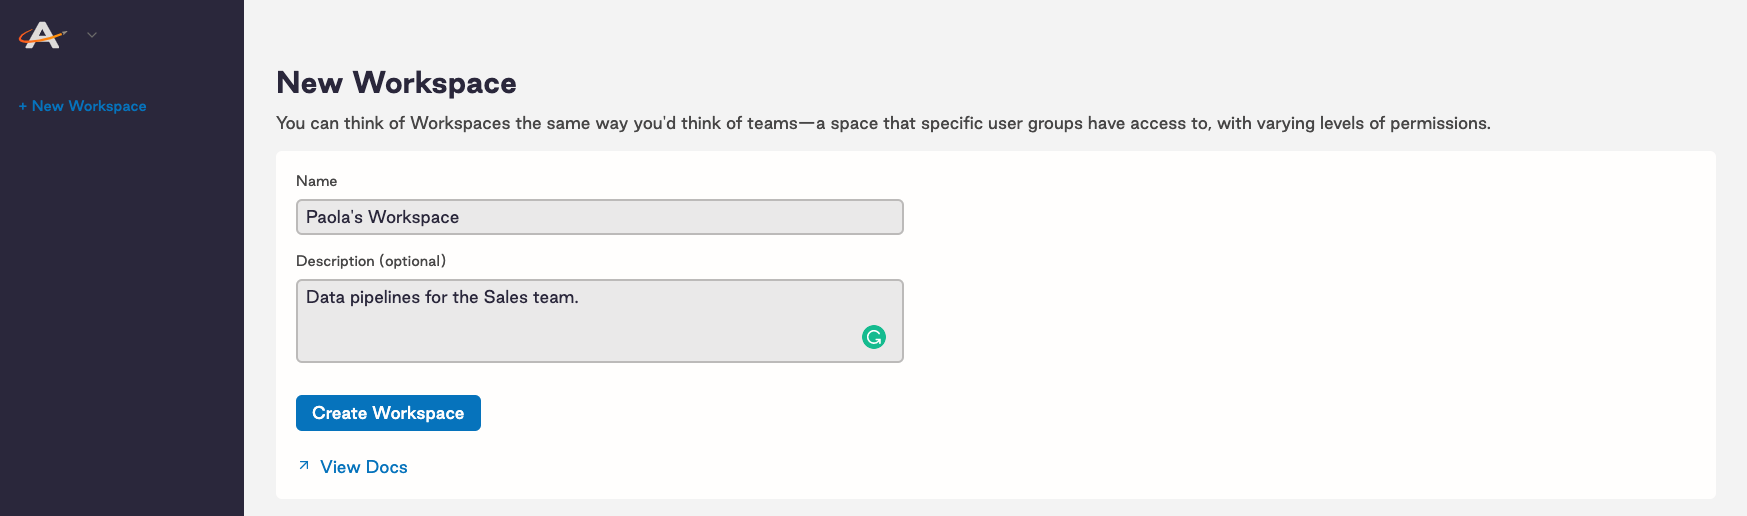 + New Workspace
New Workspace
You can think of Workspaces the same way you'd think of teams—a space that specific user groups have access to, with varying levels of permissions.
Name
Paola's Workspace
Description (optional)
Data pipelines for the Sales team.
Create Workspace
View Docs